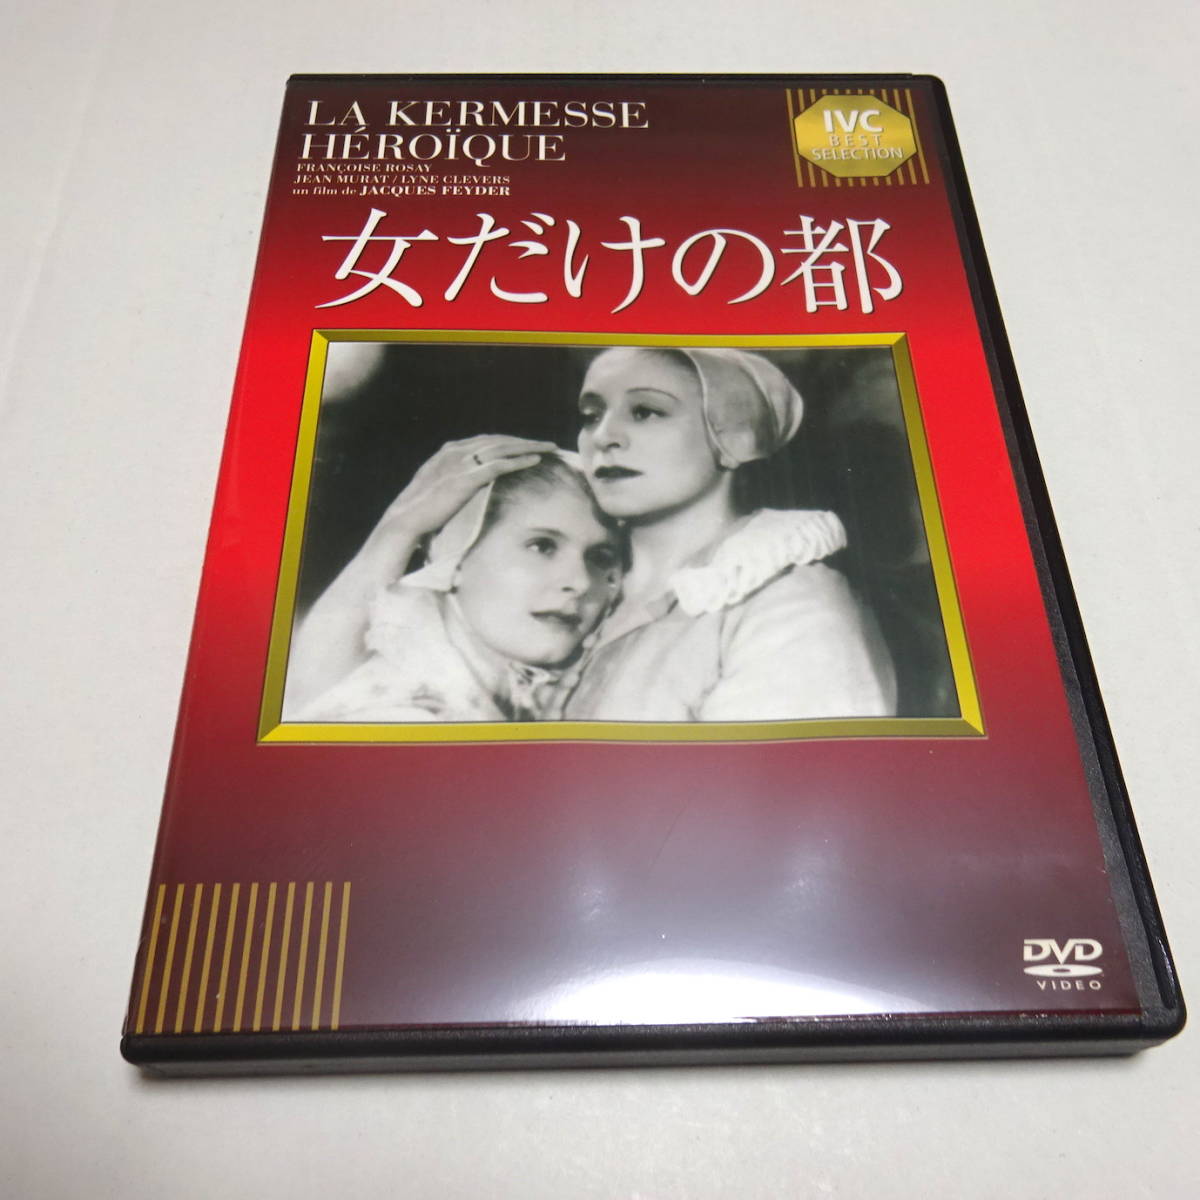 LA KERMESSE
HÉROÏQUE
FRANÇOISE ROSAY
JEAN MURAT / LYNE CLEVERS
un film de JACQUES FEYDER
IVC
BEST
SELECTION
女だけの都
DVD
VIDEO